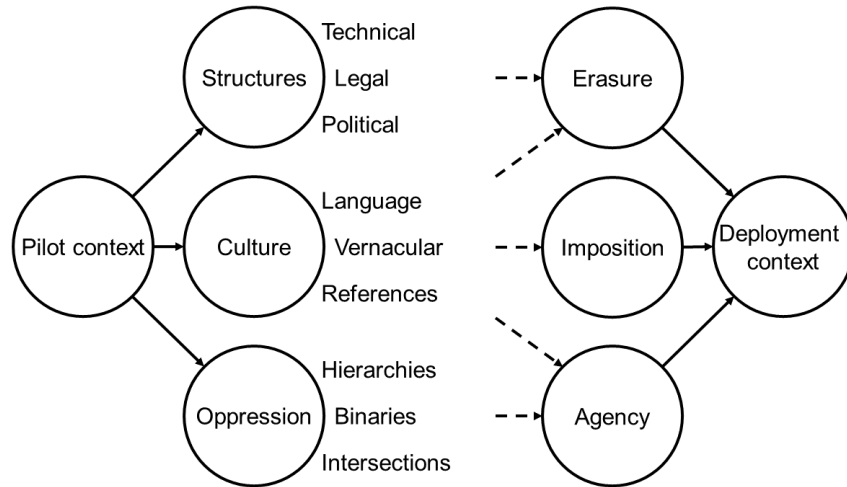 Technical
Structures
Legal
Erasure
Political
Language
Pilot context
Culture
Vernacular
Imposition
Deployment
context
References
Hierarchies
Oppression
Binaries
Agency
Intersections